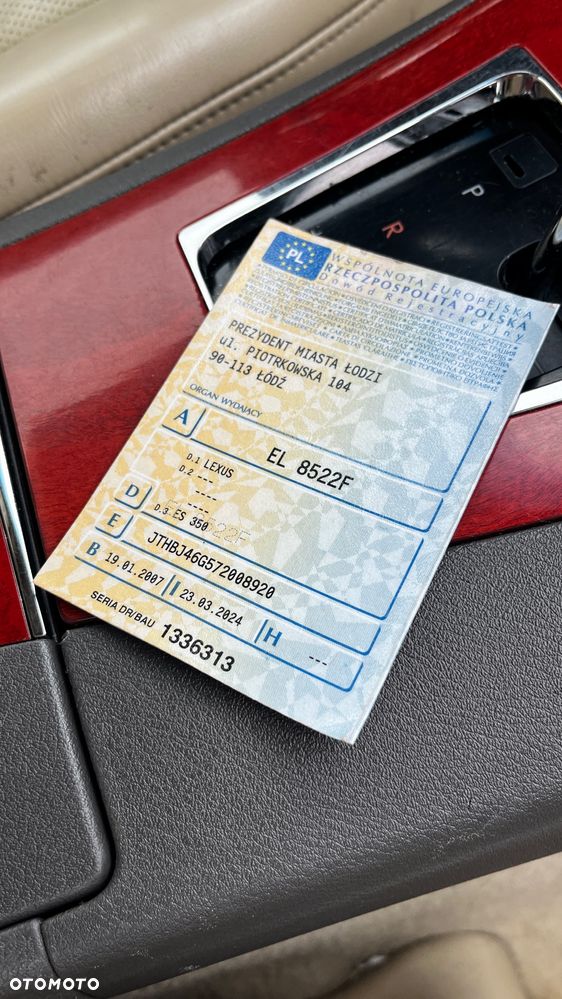 P
R
PL
WSPÓLNOTA EUROPEJSKA
RZECZPOSPOLITA POLSKA
Dowód Rejestracyjny
PREZYDENT MIASTA ŁODZI
ul. PIOTRKOWSKA 104
90-113 ŁÓDŹ
ORGAN WYDAJĄCY
A EL 8522F
D.1 LEXUS
D.2 ---
----
----
D D.3 ES 350
E JTHBJ46G572008920
B 19.01.2007 I 23.03.2024 H ---
SERIA DR/BAU 1336313
OTOMOTO